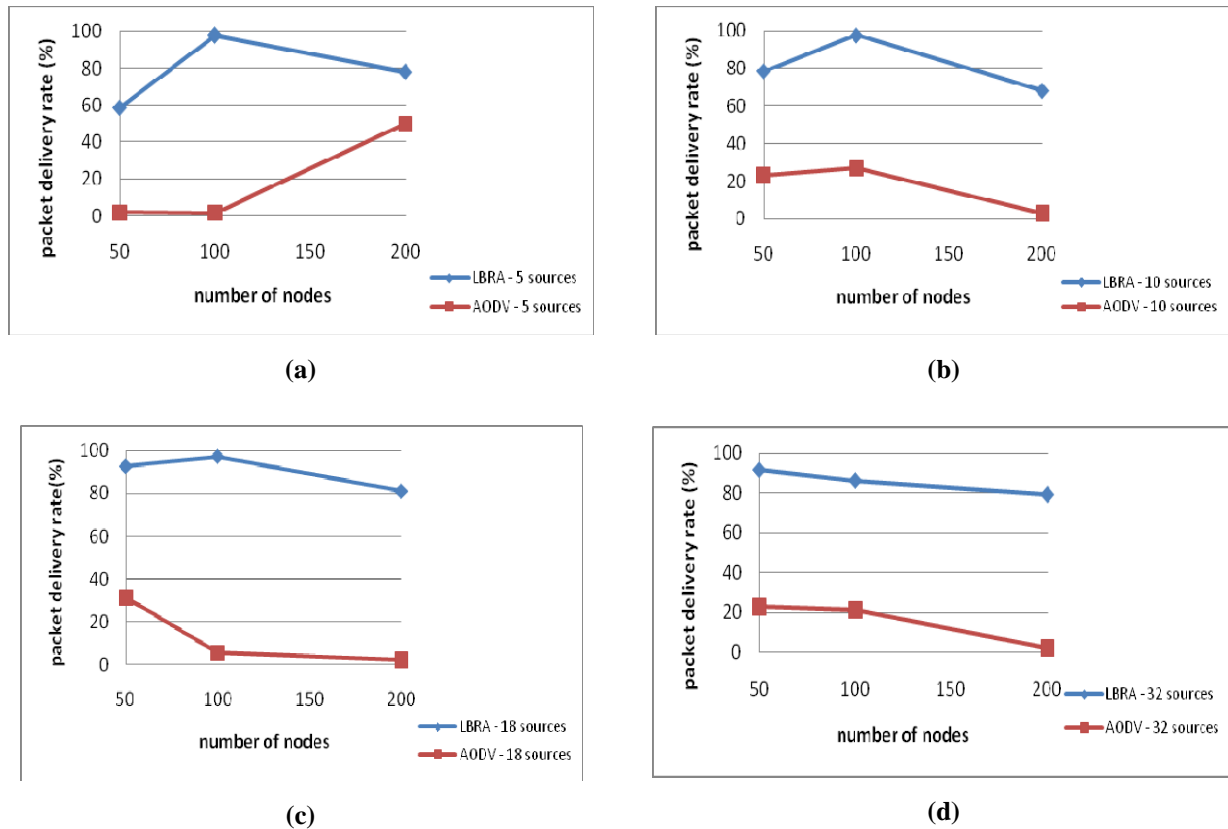 packet delivery rate (%)
100
80
60
40
20
0
50
100
150
200
number of nodes
LBRA - 5 sources
AODV - 5 sources
(a)
packet delivery rate (%)
100
80
60
40
20
0
50
100
150
200
number of nodes
LBRA - 10 sources
AODV - 10 sources
(b)
packet delivery rate(%)
100
80
60
40
20
0
50
100
150
200
number of nodes
LBRA - 18 sources
AODV - 18 sources
(c)
packet delivery rate (%)
100
80
60
40
20
0
50
100
150
200
number of nodes
LBRA - 32 sources
AODV - 32 sources
(d)